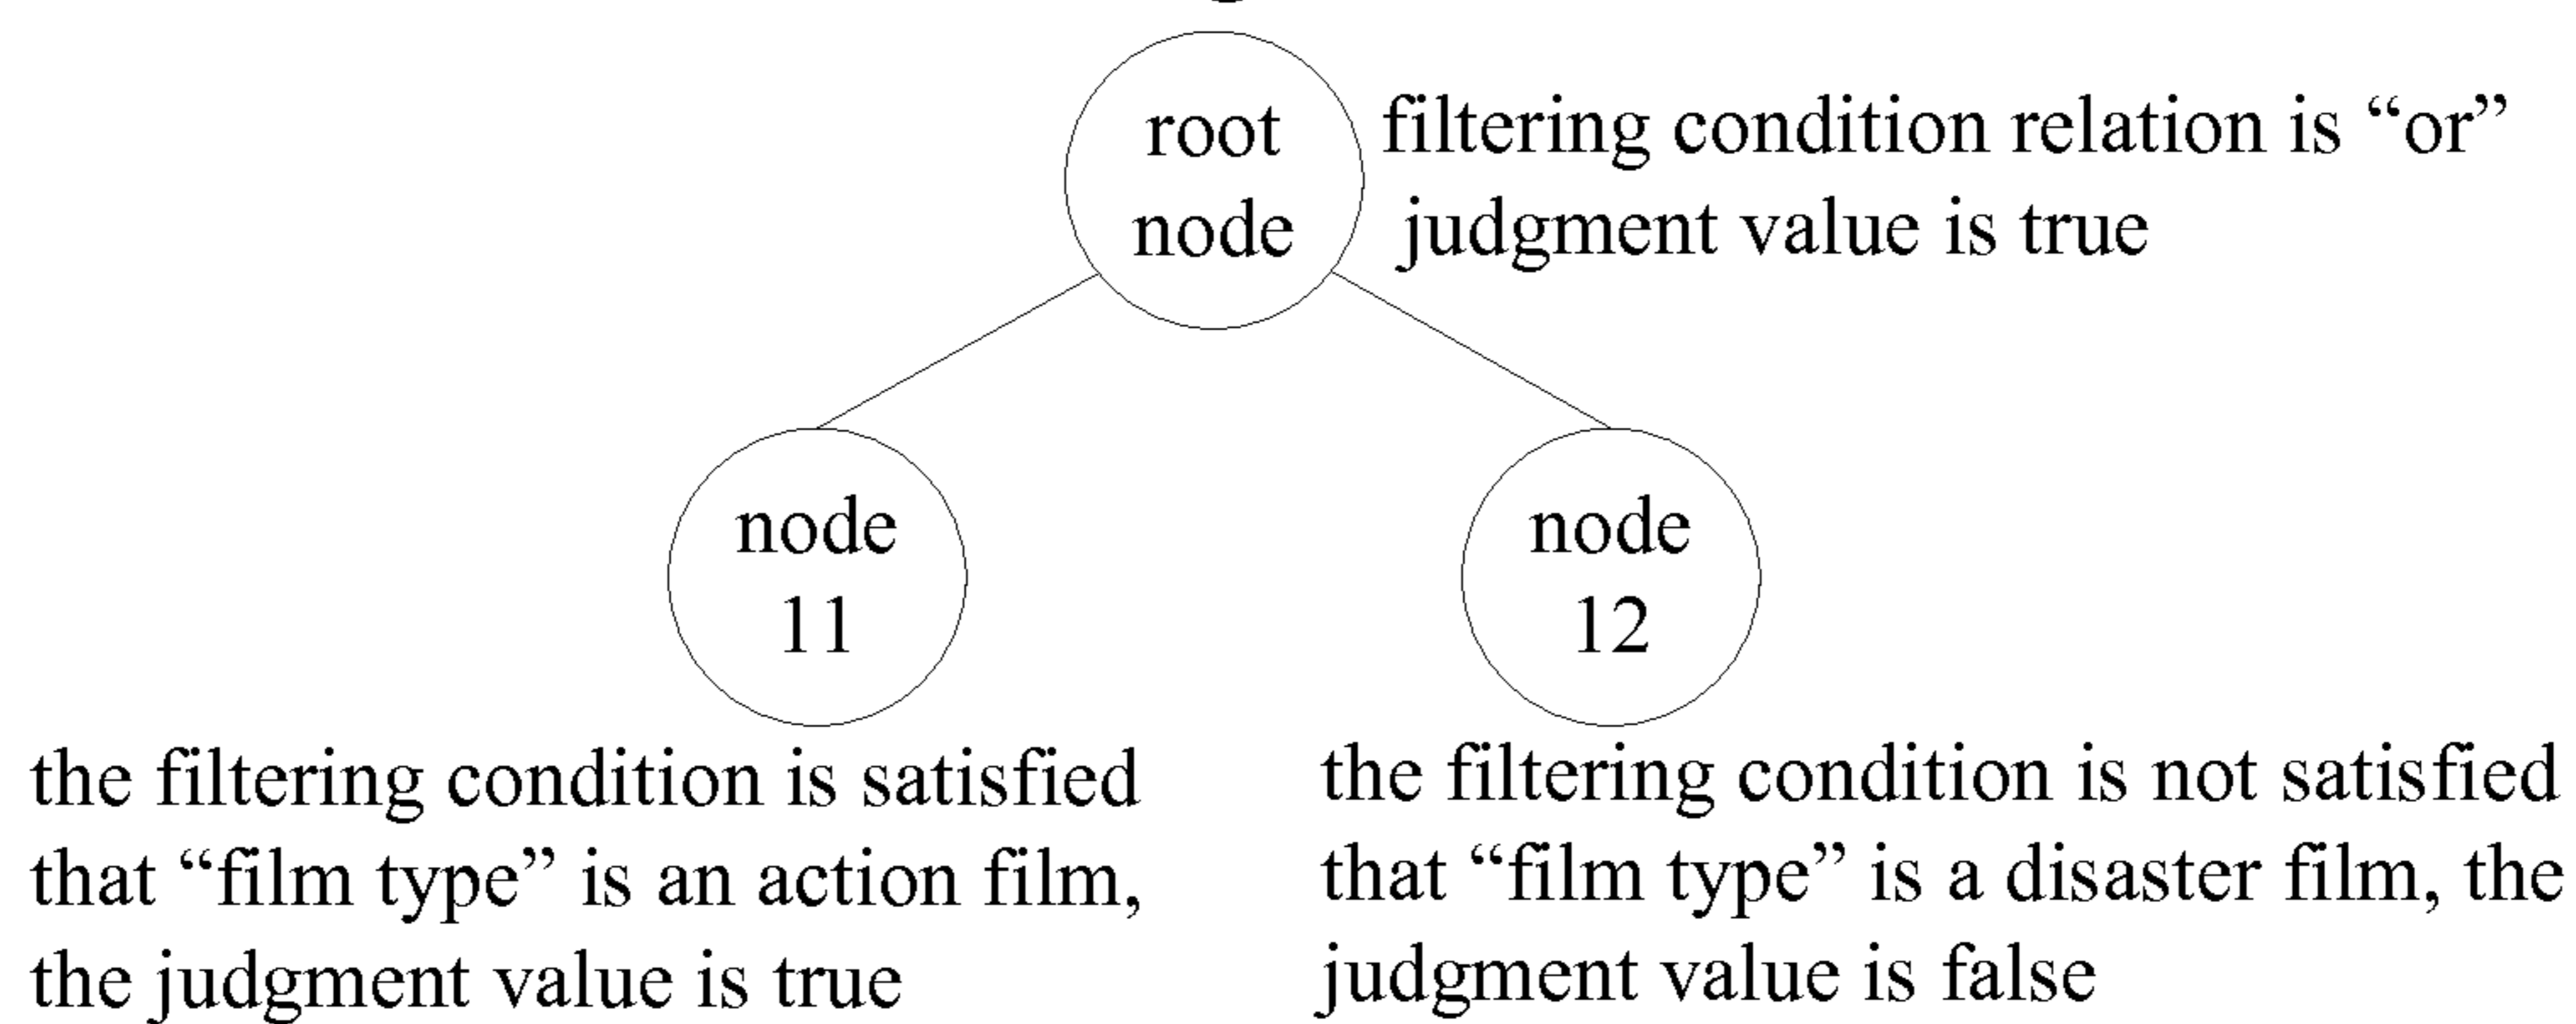 root
node
filtering condition relation is “or”
judgment value is true
node
11
node
12
the filtering condition is satisfied
that “film type” is an action film,
the judgment value is true
the filtering condition is not satisfied
that “film type” is a disaster film, the
judgment value is false